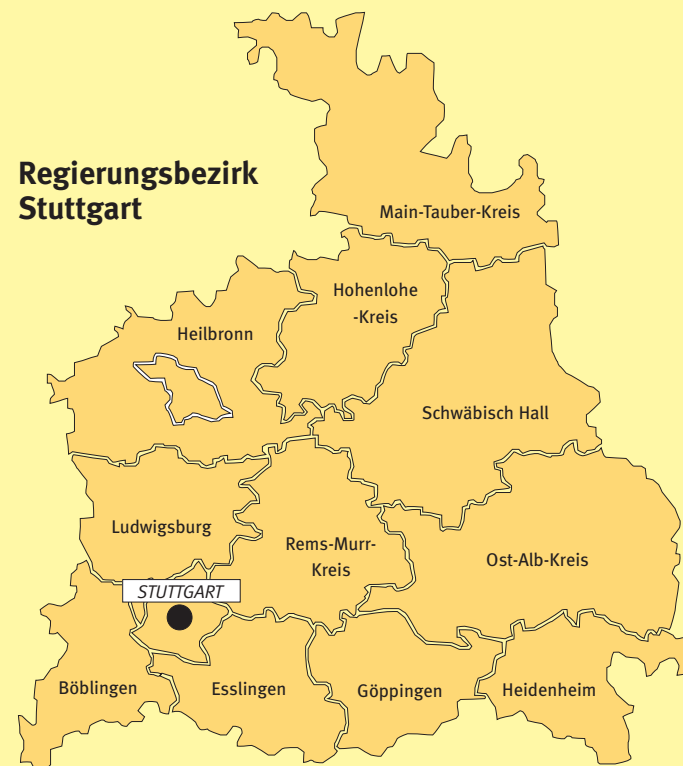 Regierungsbezirk
Stuttgart
Main-Tauber-Kreis
Hohenlohe
-Kreis
Heilbronn
Schwäbisch Hall
Ludwigsburg
Rems-Murr-
Kreis
Ost-Alb-Kreis
STUTTGART
Böblingen
Esslingen
Göppingen
Heidenheim